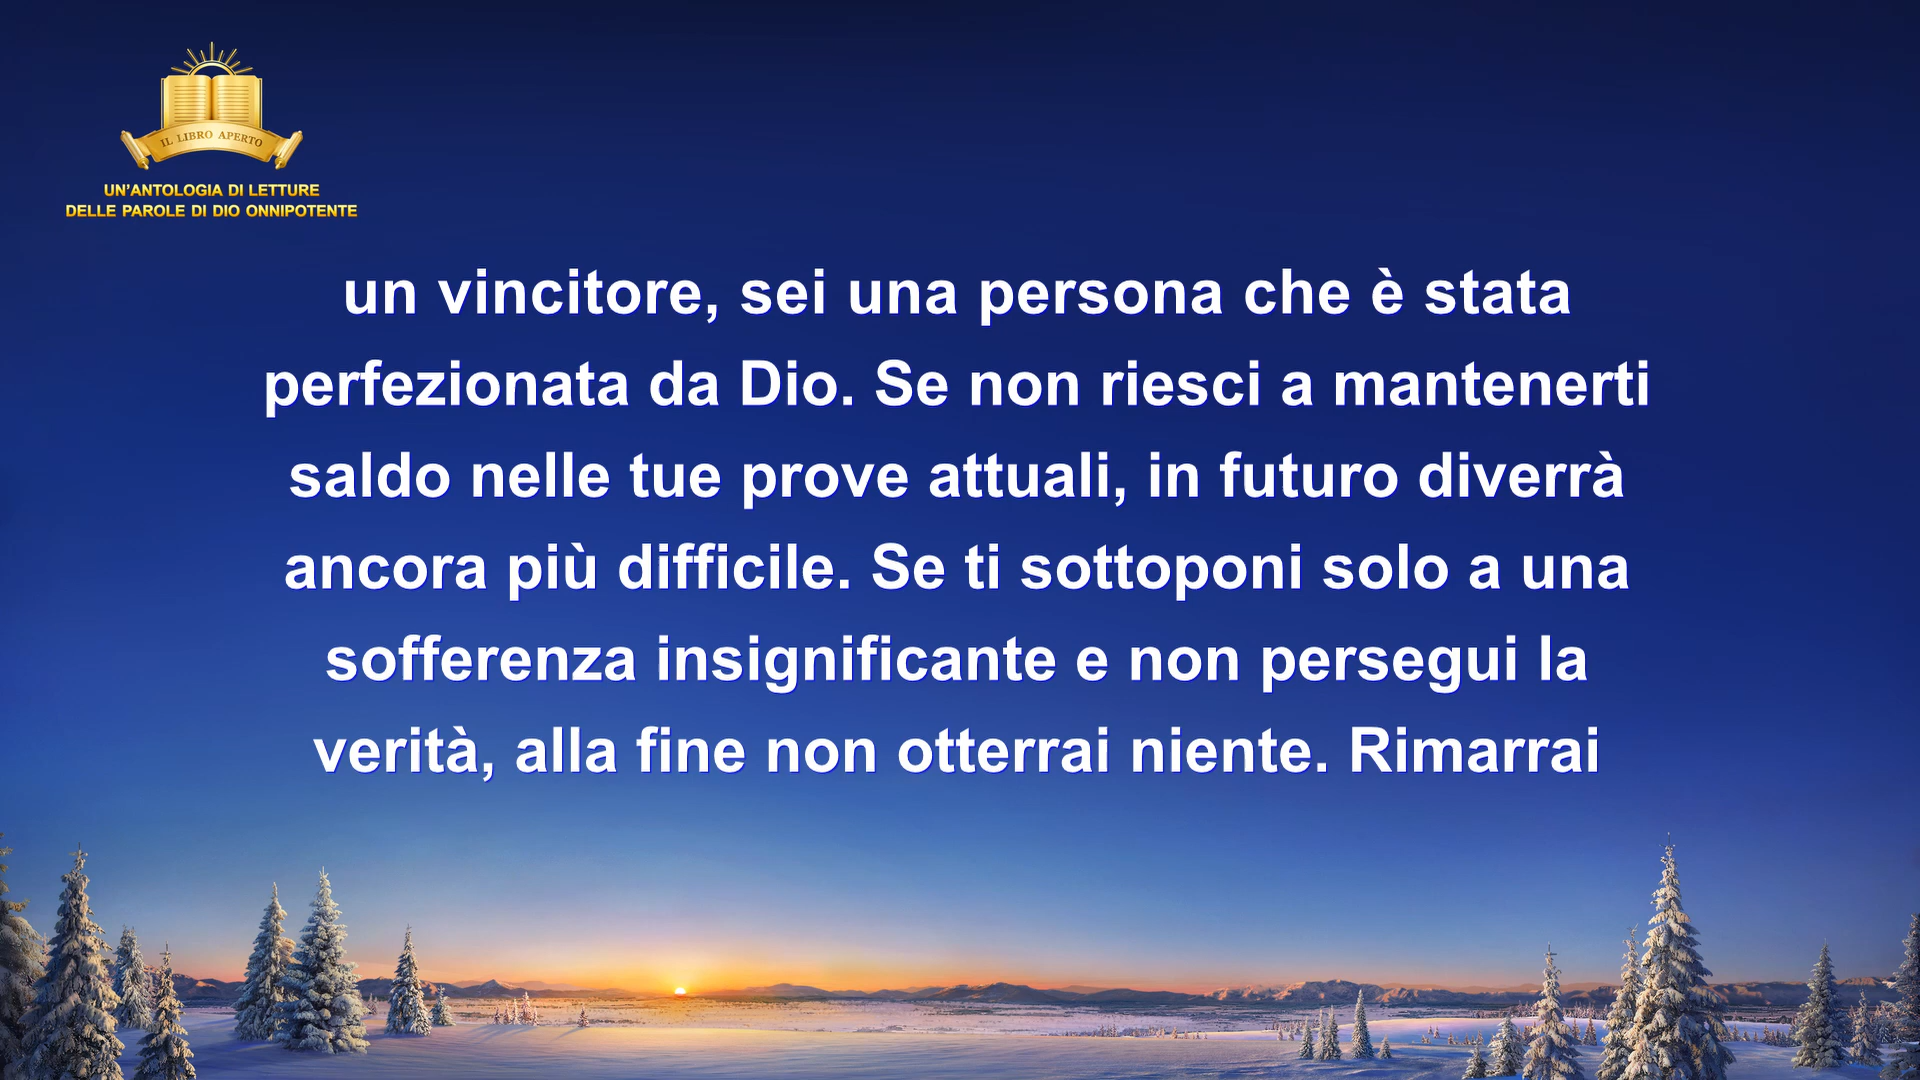 IL LIBRO APERTO
UN'ANTOLOGIA DI LETTURE
DELLE PAROLE DI DIO ONNIPOTENTE
un vincitore, sei una persona che è stata
perfezionata da Dio. Se non riesci a mantenerti
saldo nelle tue prove attuali, in futuro diverrà
ancora più difficile. Se ti sottoponi solo a una
sofferenza insignificante e non persegui la
verità, alla fine non otterrai niente. Rimarrai